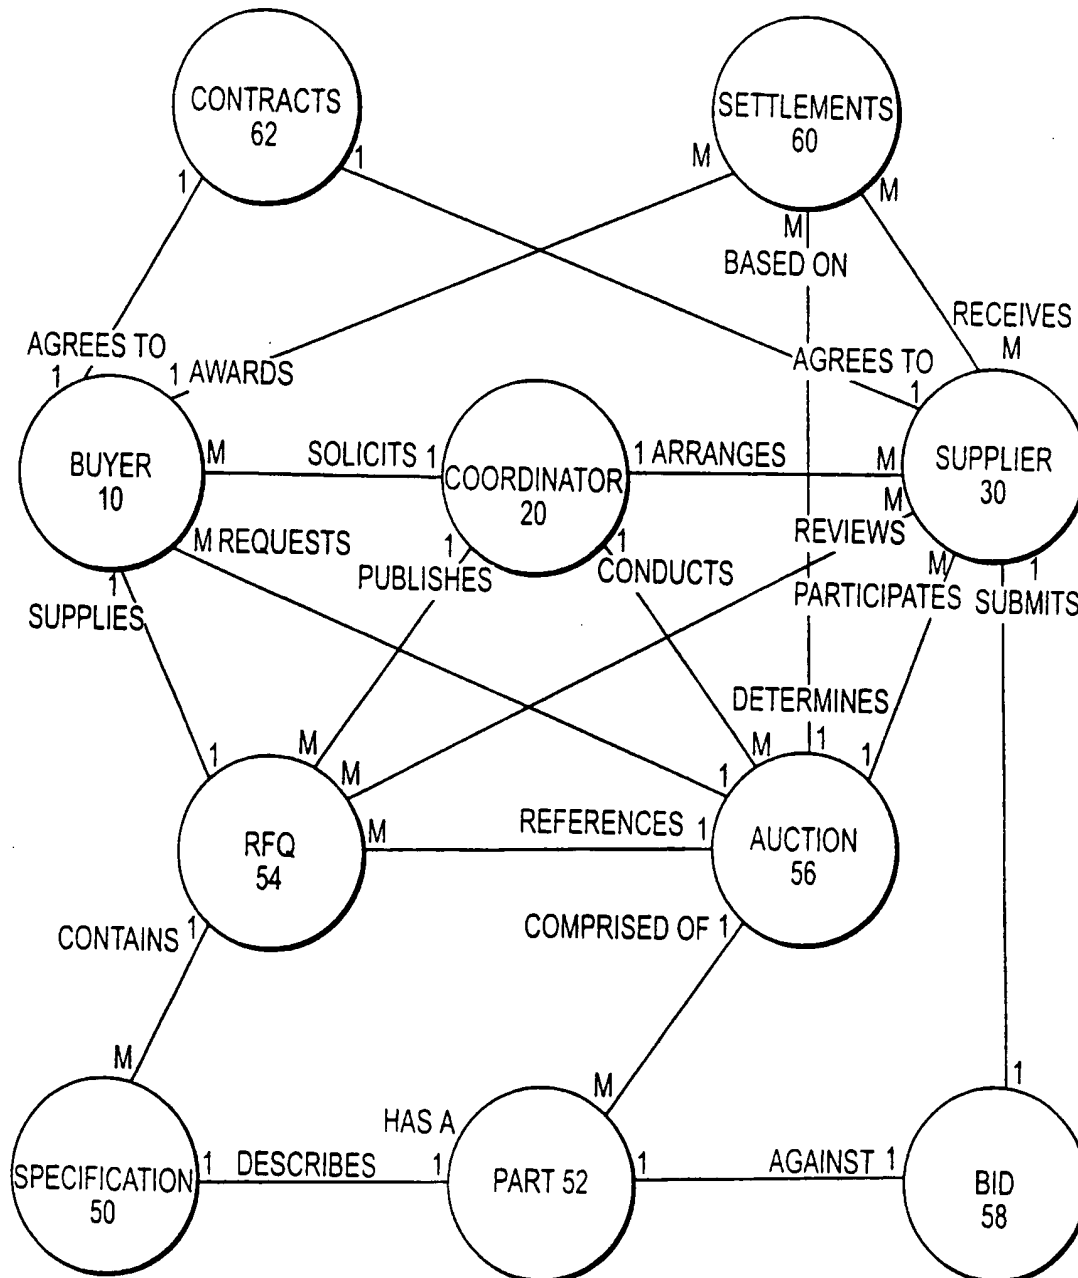 CONTRACTS
62
SETTLEMENTS
60
1
1
M
M
M
BASED ON
RECEIVES
M
AGREES TO
1
1 AWARDS
AGREES TO
1
BUYER
10
M
SOLICITS 1
COORDINATOR
20
1 ARRANGES
M
SUPPLIER
30
M
REVIEWS
M REQUESTS
1
PUBLISHES
1
CONDUCTS
1
SUPPLIES
M
PARTICIPATES
1
SUBMITS
DETERMINES
1
M
M
1
M
1
1
RFQ
54
M
REFERENCES 1
AUCTION
56
CONTAINS 1
COMPRISED OF 1
M
M
1
SPECIFICATION
50
1 DESCRIBES
HAS A
1
PART 52
1
AGAINST 1
BID
58